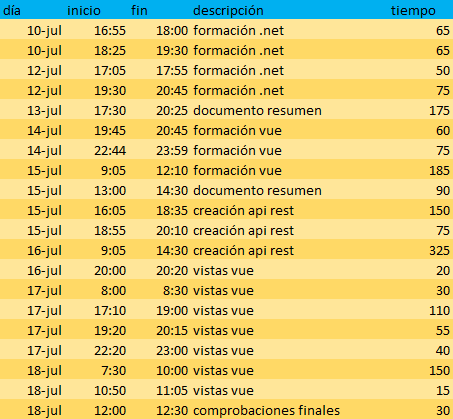 día inicio fin descripción tiempo
10-jul 16:55 18:00 formación .net 65
10-jul 18:25 19:30 formación .net 65
12-jul 17:05 17:55 formación .net 50
12-jul 19:30 20:45 formación .net 75
13-jul 17:30 20:25 documento resumen 175
14-jul 19:45 20:45 formación vue 60
14-jul 22:44 23:59 formación vue 75
15-jul 9:05 12:10 formación vue 185
15-jul 13:00 14:30 documento resumen 90
15-jul 16:05 18:35 creación api rest 150
15-jul 18:55 20:10 creación api rest 75
16-jul 9:05 14:30 creación api rest 325
16-jul 20:00 20:20 vistas vue 20
17-jul 8:00 8:30 vistas vue 30
17-jul 17:10 19:00 vistas vue 110
17-jul 19:20 20:15 vistas vue 55
17-jul 22:20 23:00 vistas vue 40
18-jul 7:30 10:00 vistas vue 150
18-jul 10:50 11:05 vistas vue 15
18-jul 12:00 12:30 comprobaciones finales 30